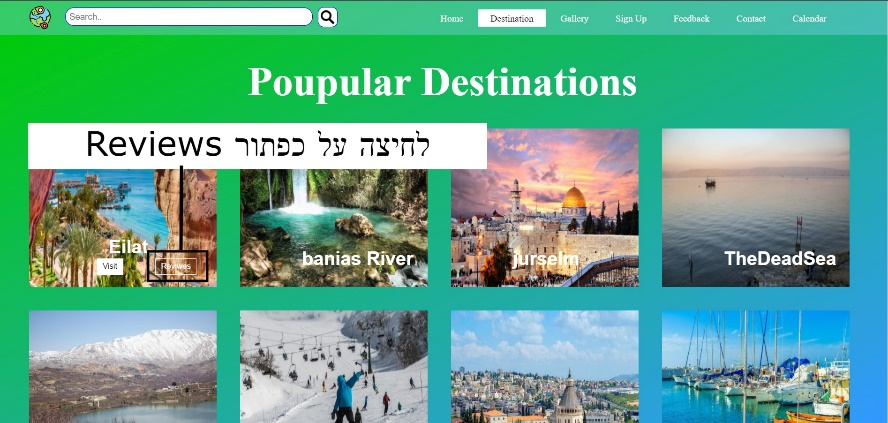 Search..
Home Destination Gallery Sign Up Feedback Contact Calendar
Poupular Destinations
לחיצה על כפתור Reviews
Eilat
Visit Reviwes
banias River
jurselm
TheDeadSea